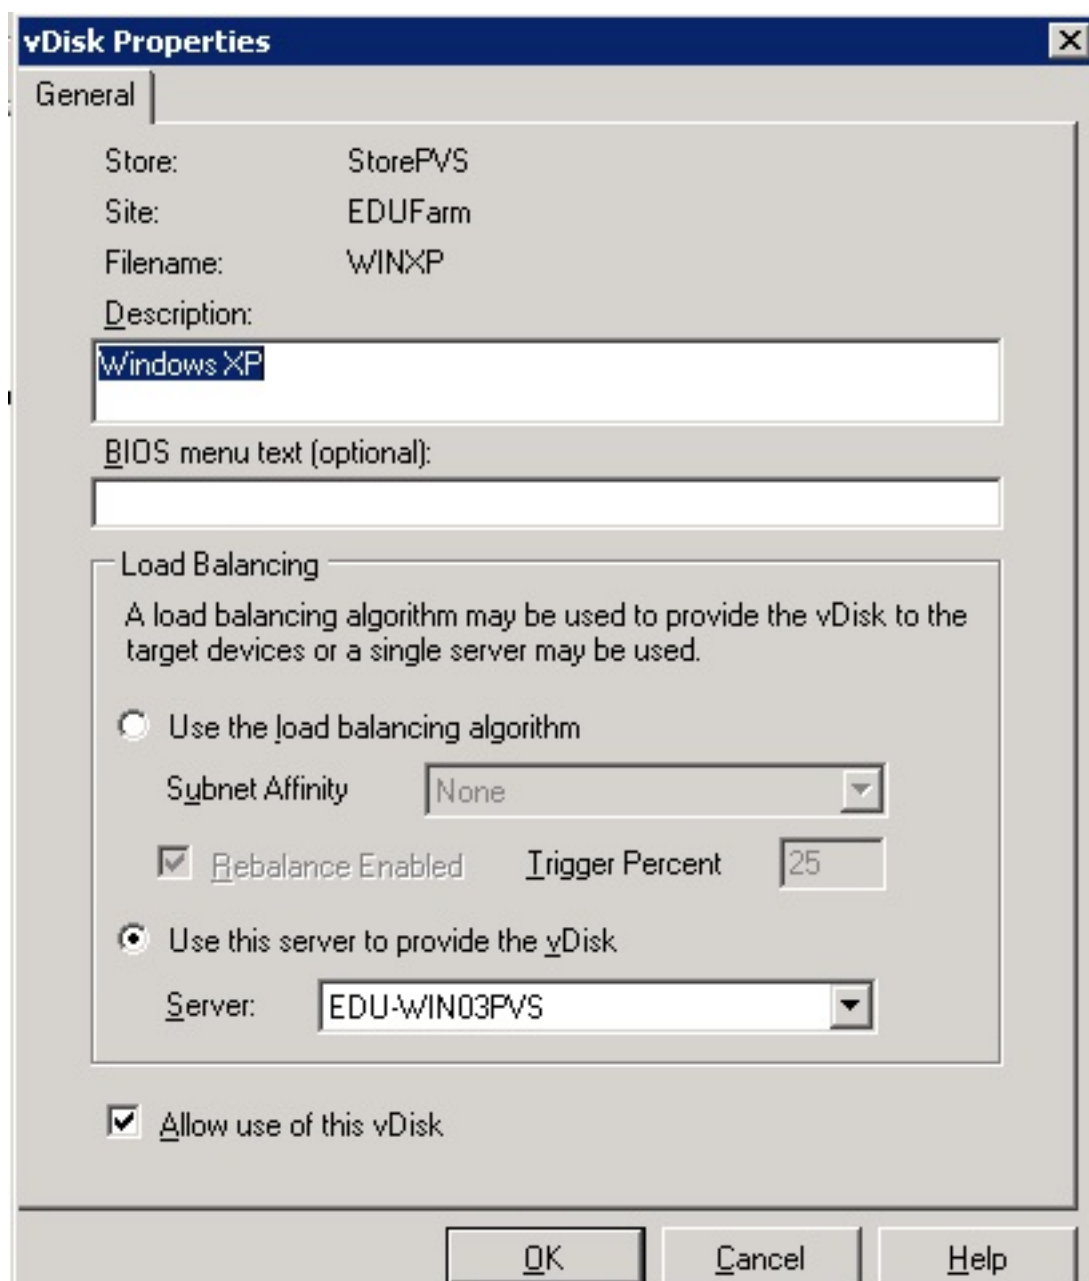 vDisk Properties
General
Store: StorePVS
Site: EDUFarm
Filename: WINXP
Description:
Windows XP
BIOS menu text (optional):
Load Balancing
A load balancing algorithm may be used to provide the vDisk to the
target devices or a single server may be used.
Use the load balancing algorithm
Subnet Affinity None
Rebalance Enabled Trigger Percent 25
Use this server to provide the vDisk
Server: EDU-WIN03PVS
Allow use of this vDisk
OK Cancel Help